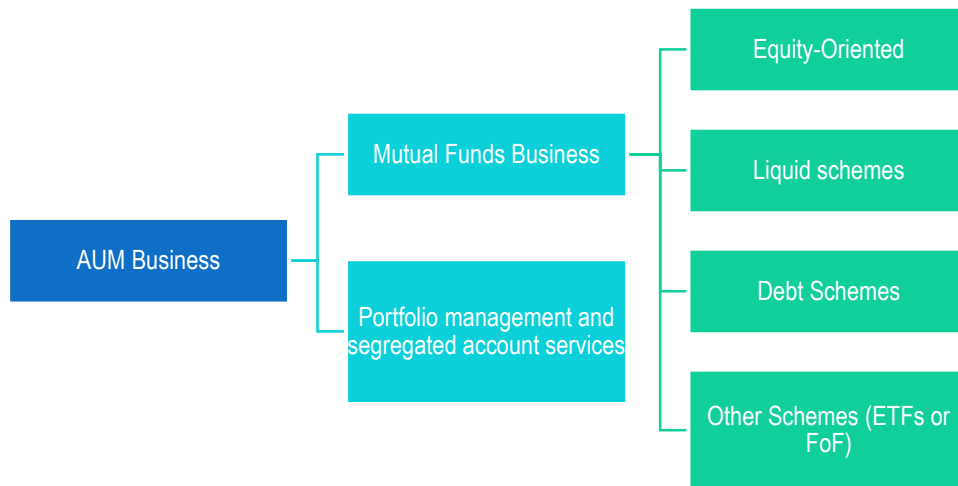 AUM Business
Mutual Funds Business
Portfolio management and
segregated account services
Equity-Oriented
Liquid schemes
Debt Schemes
Other Schemes (ETFs or
FoF)